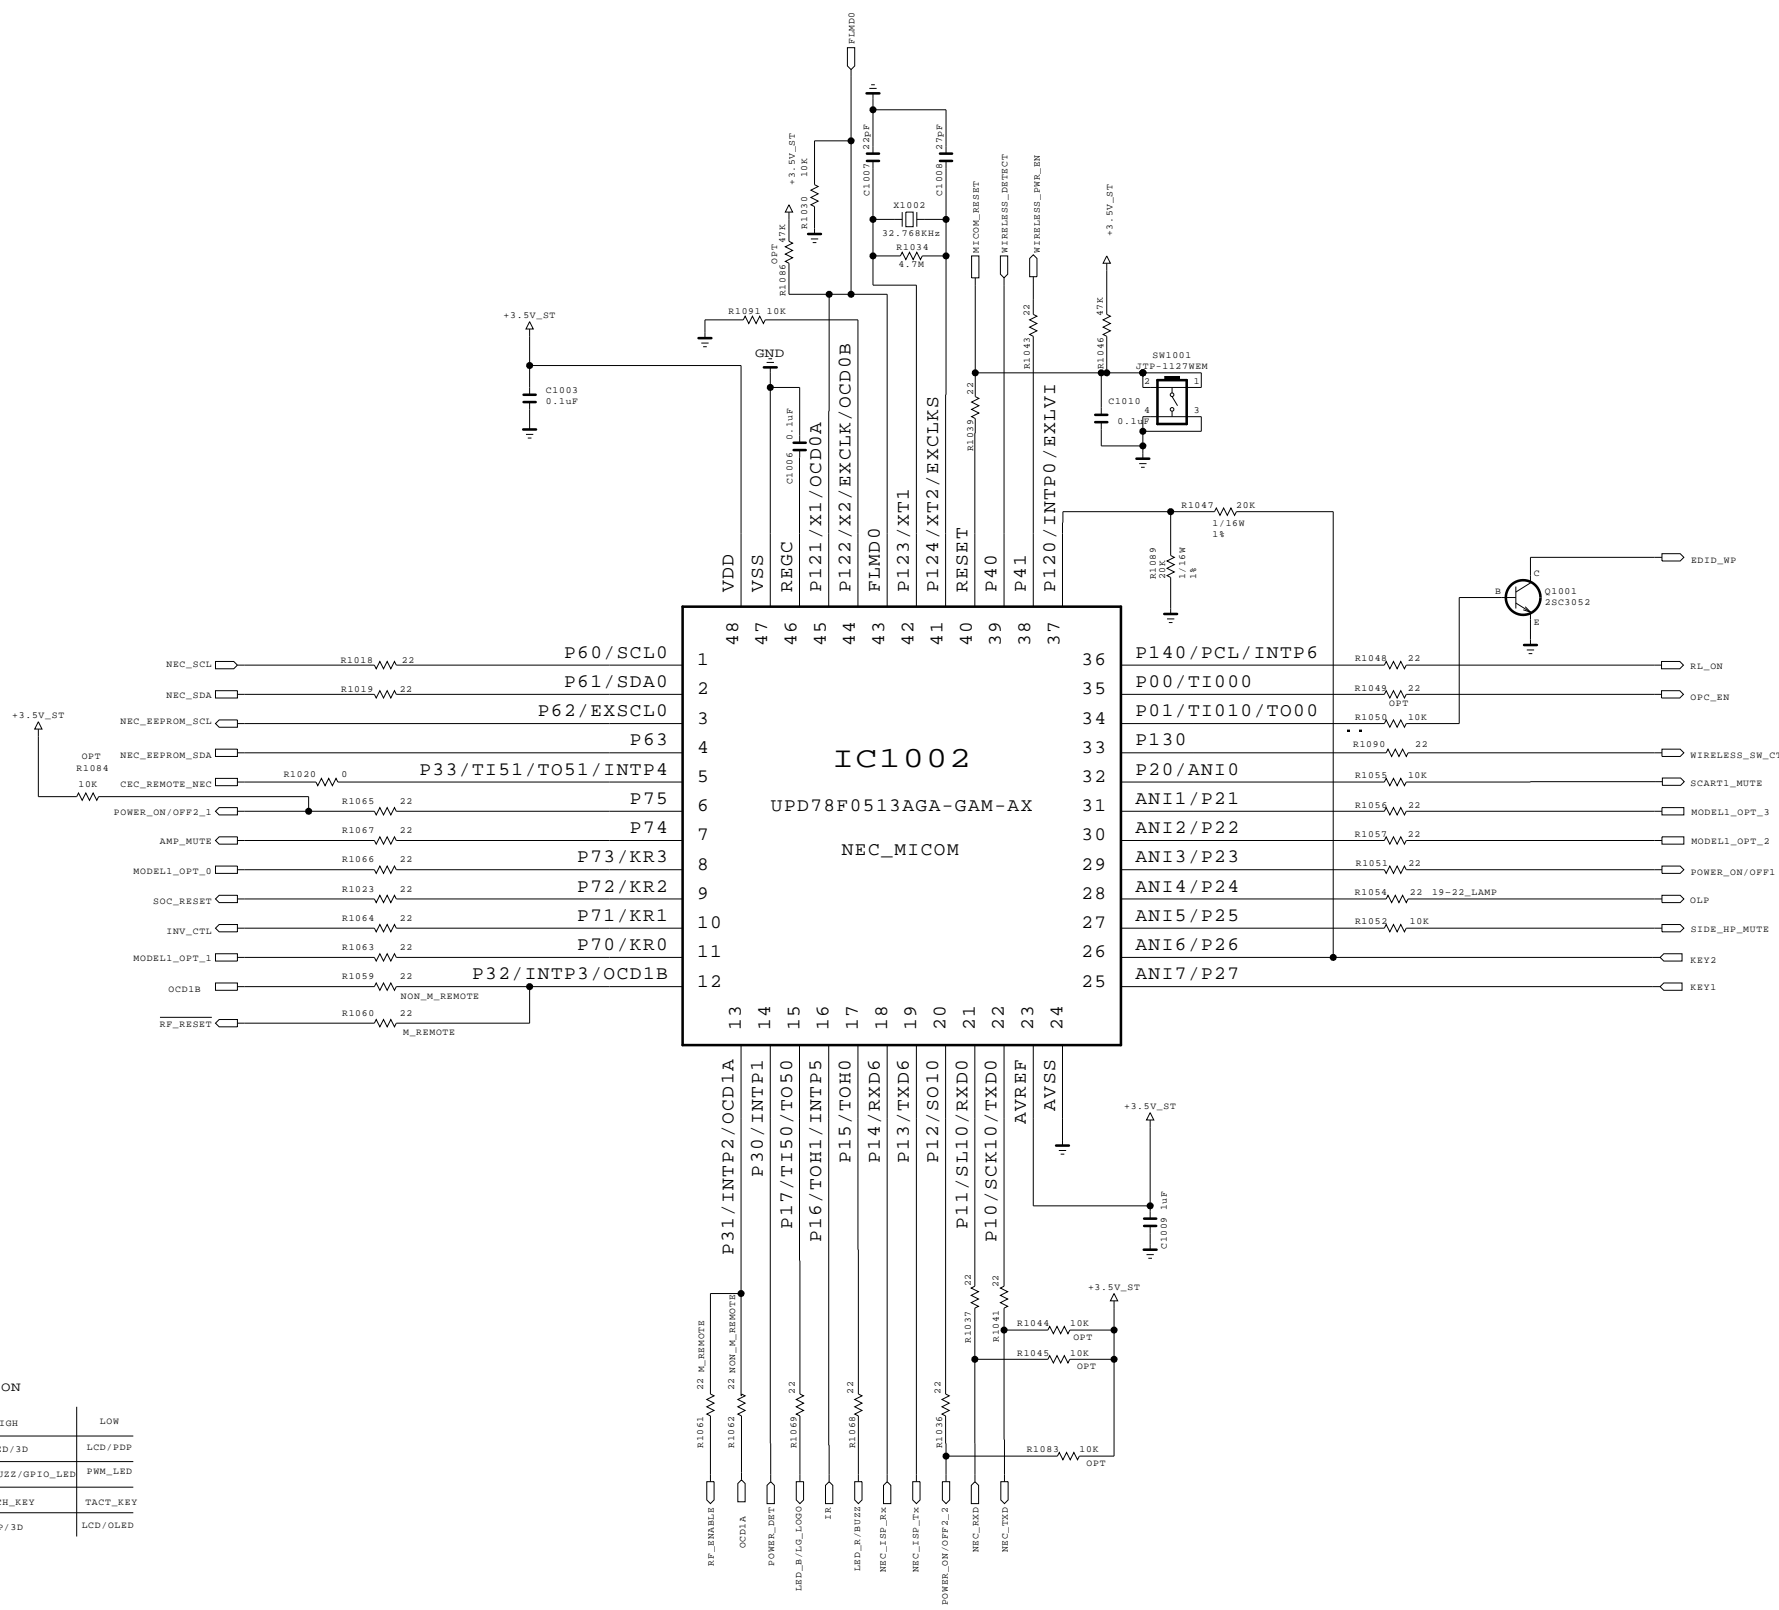 FLMD0
+3.5V_ST
R1030 10K
C1007 22pF
C1008 27pF
X1002
32.768KHz
R1034
4.7M
OPT
R1086 47K
MICOM_RESET
WIRELESS_DETECT
WIRELESS_PWR_EN
+3.5V_ST
R1043 22
R1046 47K
SW1001
JTP-1127WEM
2 1
4 3
C1010
0.1uF
R1039 22
R1091 10K
GND
+3.5V_ST
C1003
0.1uF
C1006 0.1uF
VDD
VSS
REGC
P121/X1/OCD0A
P122/X2/EXCLK/OCD0B
FLMD0
P123/XT1
P124/XT2/EXCLKS
RESET
P40
P41
P120/INTP0/EXLVI
48 47 46 45 44 43 42 41 40 39 38 37
R1047 20K
1/16W
1%
R1089
20K
1/16W
1%
EDID_WP
B C E
Q1001
2SC3052
NEC_SCL R1018 22 P60/SCL0 1
NEC_SDA R1019 22 P61/SDA0 2
+3.5V_ST
NEC_EEPROM_SCL P62/EXSCL0 3
NEC_EEPROM_SDA P63 4
OPT
R1084
10K
CEC_REMOTE_NEC R1020 0 P33/TI51/TO51/INTP4 5
POWER_ON/OFF2_1 R1065 22 P75 6
AMP_MUTE R1067 22 P74 7
MODEL1_OPT_0 R1066 22 P73/KR3 8
SOC_RESET R1023 22 P72/KR2 9
INV_CTL R1064 22 P71/KR1 10
MODEL1_OPT_1 R1063 22 P70/KR0 11
OCD1B R1059 22 P32/INTP3/OCD1B 12
NON_M_REMOTE
RF_RESET R1060 22
M_REMOTE
IC1002
UPD78F0513AGA-GAM-AX
NEC_MICOM
36 P140/PCL/INTP6 R1048 22 RL_ON
35 P00/TI000 R1049 22 OPC_EN
OPT
34 P01/TI010/TO00 R1050 10K
33 P130 R1090 22 WIRELESS_SW_CT
32 P20/ANI0 R1055 10K SCART1_MUTE
31 ANI1/P21 R1056 22 MODEL1_OPT_3
30 ANI2/P22 R1057 22 MODEL1_OPT_2
29 ANI3/P23 R1051 22 POWER_ON/OFF1
28 ANI4/P24 R1054 22 19-22_LAMP OLP
27 ANI5/P25 R1052 10K SIDE_HP_MUTE
26 ANI6/P26 KEY2
25 ANI7/P27 KEY1
13 14 15 16 17 18 19 20 21 22 23 24
P31/INTP2/OCD1A
P30/INTP1
P17/TI50/TO50
P16/TOH1/INTP5
P15/TOH0
P14/RXD6
P13/TXD6
P12/SO10
P11/SL10/RXD0
P10/SCK10/TXD0
AVREF
AVSS
+3.5V_ST
C1009 1uF
R1061 22 M_REMOTE
R1062 22 NON_M_REMOTE
R1069 22
R1068 22
R1036 22
R1037 22
R1041 22
+3.5V_ST
R1044 10K
OPT
R1045 10K
OPT
R1083 10K
OPT
RF_ENABLE
OCD1A
POWER_DET
LED_B/LG_LOGO
IR
LED_R/BUZZ
NEC_ISP_Rx
NEC_ISP_Tx
POWER_ON/OFF2_2
NEC_RXD
NEC_TXD
ON
IGH LOW
ED/3D LCD/PDP
UZZ/GPIO_LED PWM_LED
CH_KEY TACT_KEY
P/3D LCD/OLED